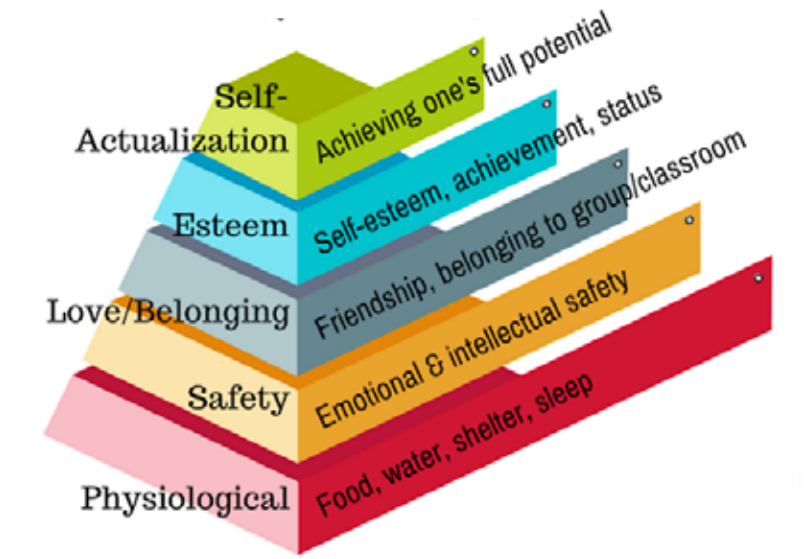 Self-
Actualization
Achieving one's full potential
Esteem
Self-esteem, achievement, status
Love/Belonging
Friendship, belonging to group/classroom
Safety
Emotional & intellectual safety
Physiological
Food, water, shelter, sleep